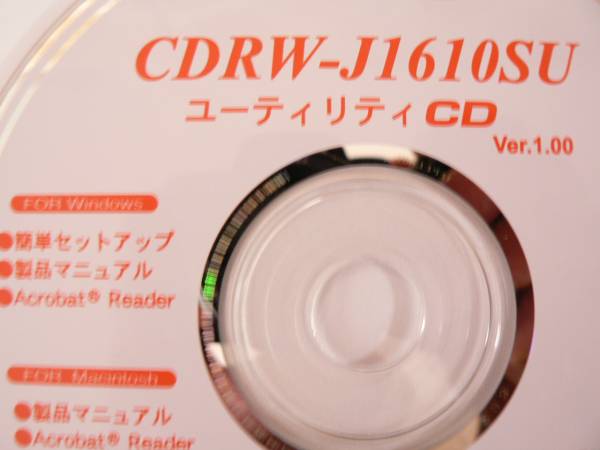 CDRW-J1610SU
ユーティリティCD
Ver.1.00
FOR Windows
●簡単セットアップ
●製品マニュアル
●Acrobat® Reader
FOR Macintosh
●製品マニュアル
●Acrobat® Reader